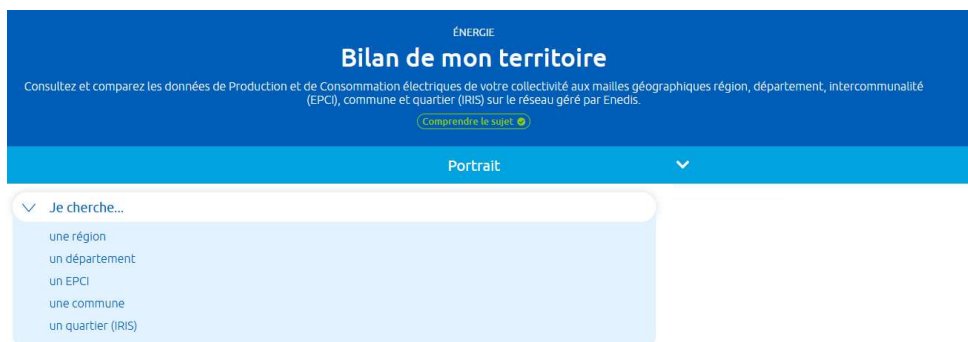 ÉNERGIE
Bilan de mon territoire
Consultez et comparez les données de Production et de Consommation électriques de votre collectivité aux mailles géographiques région, département, intercommunalité
(EPCI), commune et quartier (IRIS) sur le réseau géré par Enedis.
Comprendre le sujet
Portrait
Je cherche...
une région
un département
un EPCI
une commune
un quartier (IRIS)